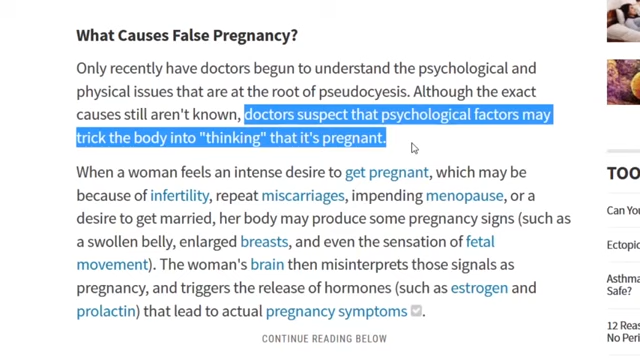 What Causes False Pregnancy?
Only recently have doctors begun to understand the psychological and
physical issues that are at the root of pseudocyesis. Although the exact
causes still aren't known, doctors suspect that psychological factors may
trick the body into "thinking" that it's pregnant.
When a woman feels an intense desire to get pregnant, which may be
because of infertility, repeat miscarriages, impending menopause, or a
desire to get married, her body may produce some pregnancy signs (such as
a swollen belly, enlarged breasts, and even the sensation of fetal
movement). The woman's brain then misinterprets those signals as
pregnancy, and triggers the release of hormones (such as estrogen and
prolactin) that lead to actual pregnancy symptoms.
CONTINUE READING BELOW
TOO
Can You
Ectopic
Asthma
Safe?
12 Reas
No Peri